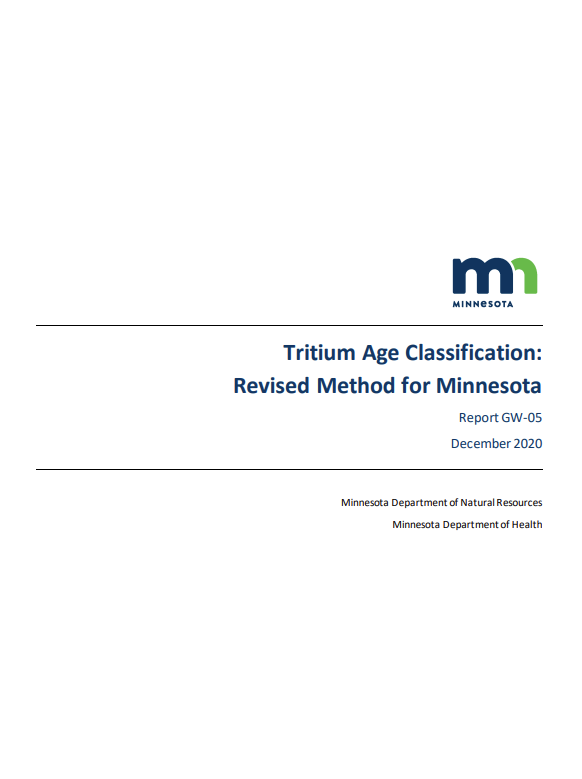 mn
MINNESOTA
Tritium Age Classification:
Revised Method for Minnesota
Report GW-05
December 2020
Minnesota Department of Natural Resources
Minnesota Department of Health